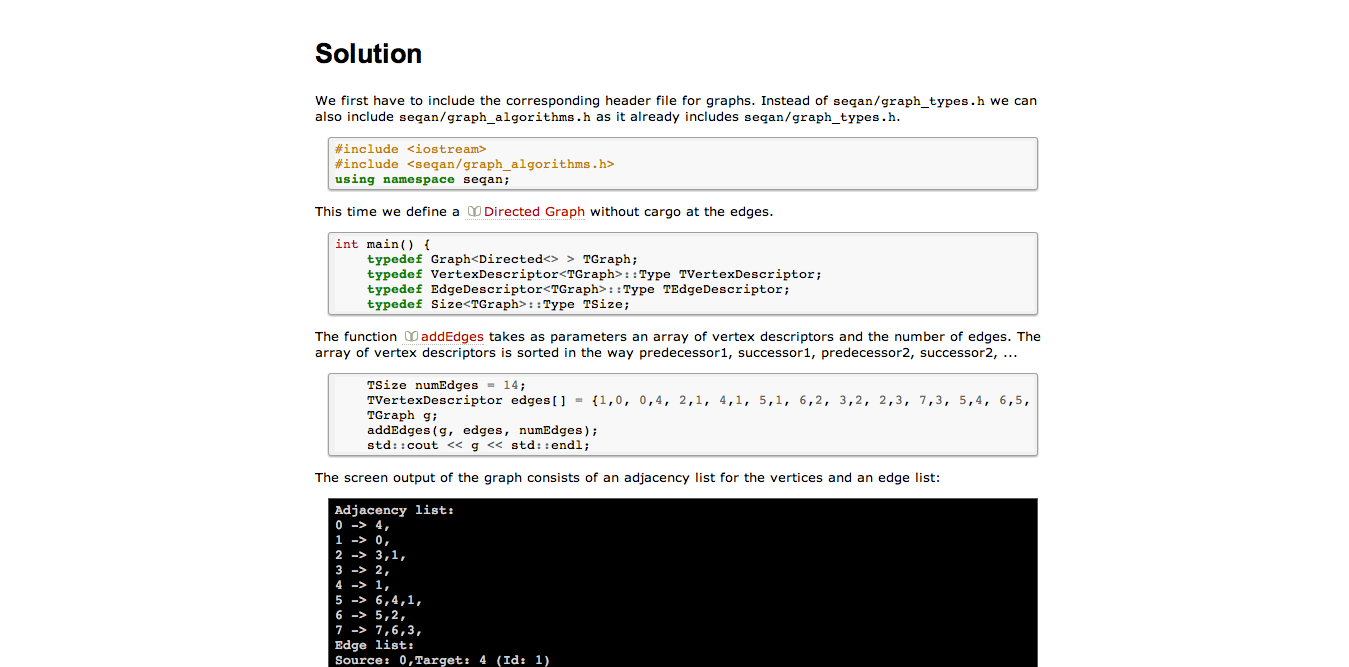 Solution
We first have to include the corresponding header file for graphs. Instead of seqan/graph_types.h we can
also include seqan/graph_algorithms.h as it already includes seqan/graph_types.h.
#include <iostream>
#include <seqan/graph_algorithms.h>
using namespace seqan;
This time we define a Directed Graph without cargo at the edges.
int main() {
    typedef Graph<Directed<> > TGraph;
    typedef VertexDescriptor<TGraph>::Type TVertexDescriptor;
    typedef EdgeDescriptor<TGraph>::Type TEdgeDescriptor;
    typedef Size<TGraph>::Type TSize;
The function addEdges takes as parameters an array of vertex descriptors and the number of edges. The
array of vertex descriptors is sorted in the way predecessor1, successor1, predecessor2, successor2, ...
    TSize numEdges = 14;
    TVertexDescriptor edges[] = {1,0, 0,4, 2,1, 4,1, 5,1, 6,2, 3,2, 2,3, 7,3, 5,4, 6,5,
    TGraph g;
    addEdges(g, edges, numEdges);
    std::cout << g << std::endl;
The screen output of the graph consists of an adjacency list for the vertices and an edge list:
Adjacency list:
0 -> 4,
1 -> 0,
2 -> 3,1,
3 -> 2,
4 -> 1,
5 -> 6,4,1,
6 -> 5,2,
7 -> 7,6,3,
Edge list:
Source: 0,Target: 4 (Id: 1)